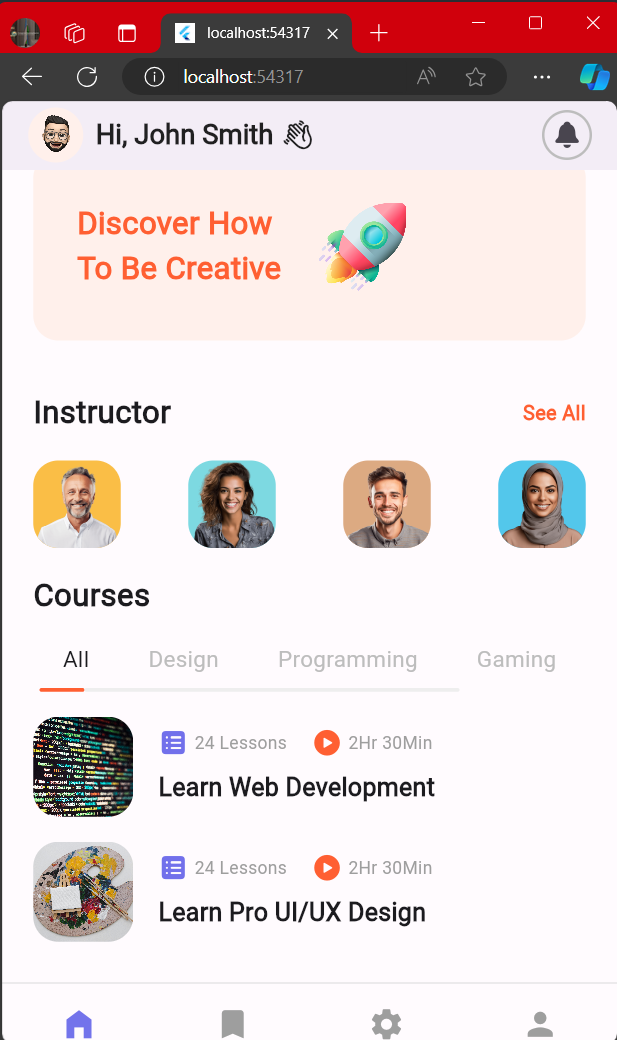 localhost:54317
localhost:54317
Hi, John Smith 👋
Discover How
To Be Creative
Instructor
See All
Courses
All Design Programming Gaming
24 Lessons 2Hr 30Min
Learn Web Development
24 Lessons 2Hr 30Min
Learn Pro UI/UX Design